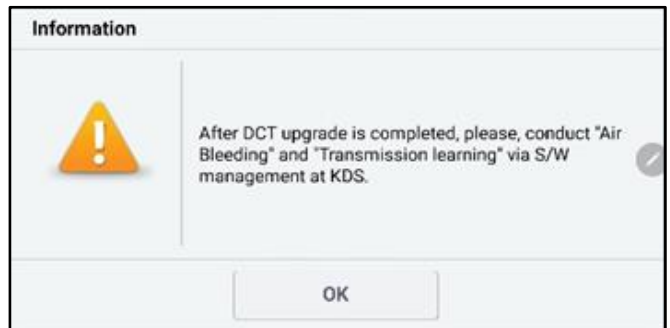 Information
After DCT upgrade is completed, please, conduct "Air
Bleeding" and "Transmission learning" via S/W
management at KDS.
OK